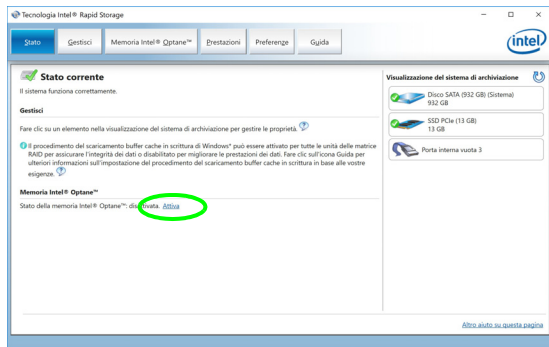 Tecnologia Intel® Rapid Storage
Stato
Gestisci
Memoria Intel® Optane™
Prestazioni
Preferenze
Guida
intel
Stato corrente
Il sistema funziona correttamente.
Gestisci
Fare clic su un elemento nella visualizzazione del sistema di archiviazione per gestire le proprietà.
Il procedimento del scaricamento buffer cache in scrittura di Windows* può essere attivato per tutte le unità delle matrice
RAID per assicurare l'integrità dei dati o disabilitato per migliorare le prestazioni dei dati. Fare clic sull'icona Guida per
ulteriori informazioni sull'impostazione del procedimento del scaricamento buffer cache in scrittura in base alle vostre
esigenze.
Memoria Intel® Optane™
Stato della memoria Intel® Optane™: disattivata. Attiva
Visualizzazione del sistema di archiviazione
Disco SATA (932 GB) (Sistema)
932 GB
SSD PCIe (13 GB)
13 GB
Porta interna vuota 3
Altro aiuto su questa pagina